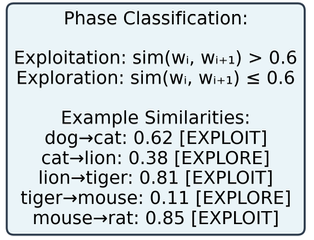 Phase Classification:
Exploitation: sim(wᵢ, wᵢ₊₁) > 0.6
Exploration: sim(wᵢ, wᵢ₊₁) ≤ 0.6
Example Similarities:
dog→cat: 0.62 [EXPLOIT]
cat→lion: 0.38 [EXPLORE]
lion→tiger: 0.81 [EXPLOIT]
tiger→mouse: 0.11 [EXPLORE]
mouse→rat: 0.85 [EXPLOIT]